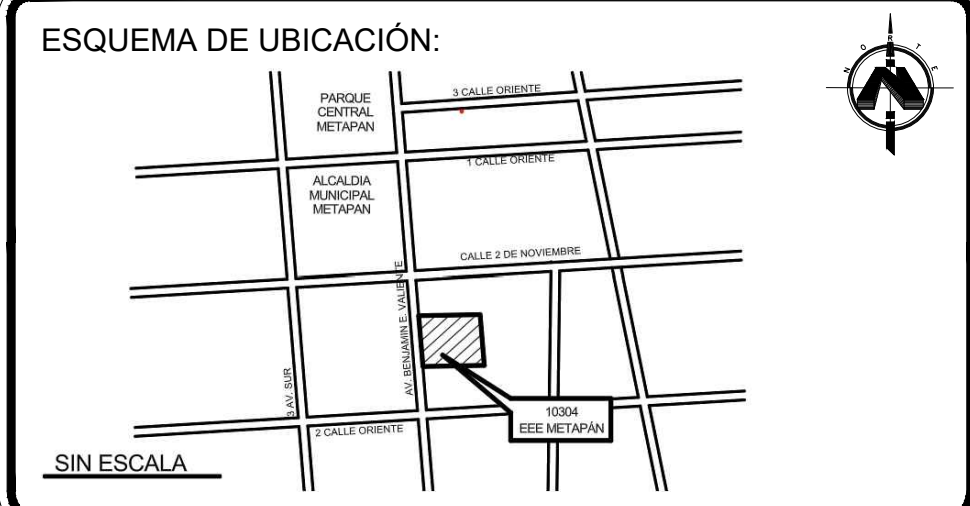 ESQUEMA DE UBICACIÓN:
NORTE
3 CALLE ORIENTE
PARQUE
CENTRAL
METAPAN
1 CALLE ORIENTE
ALCALDIA
MUNICIPAL
METAPAN
CALLE 2 DE NOVIEMBRE
AV. BENJAMIN E. VALIENTE
3 AV. SUR
10304
EEE METAPÁN
2 CALLE ORIENTE
SIN ESCALA